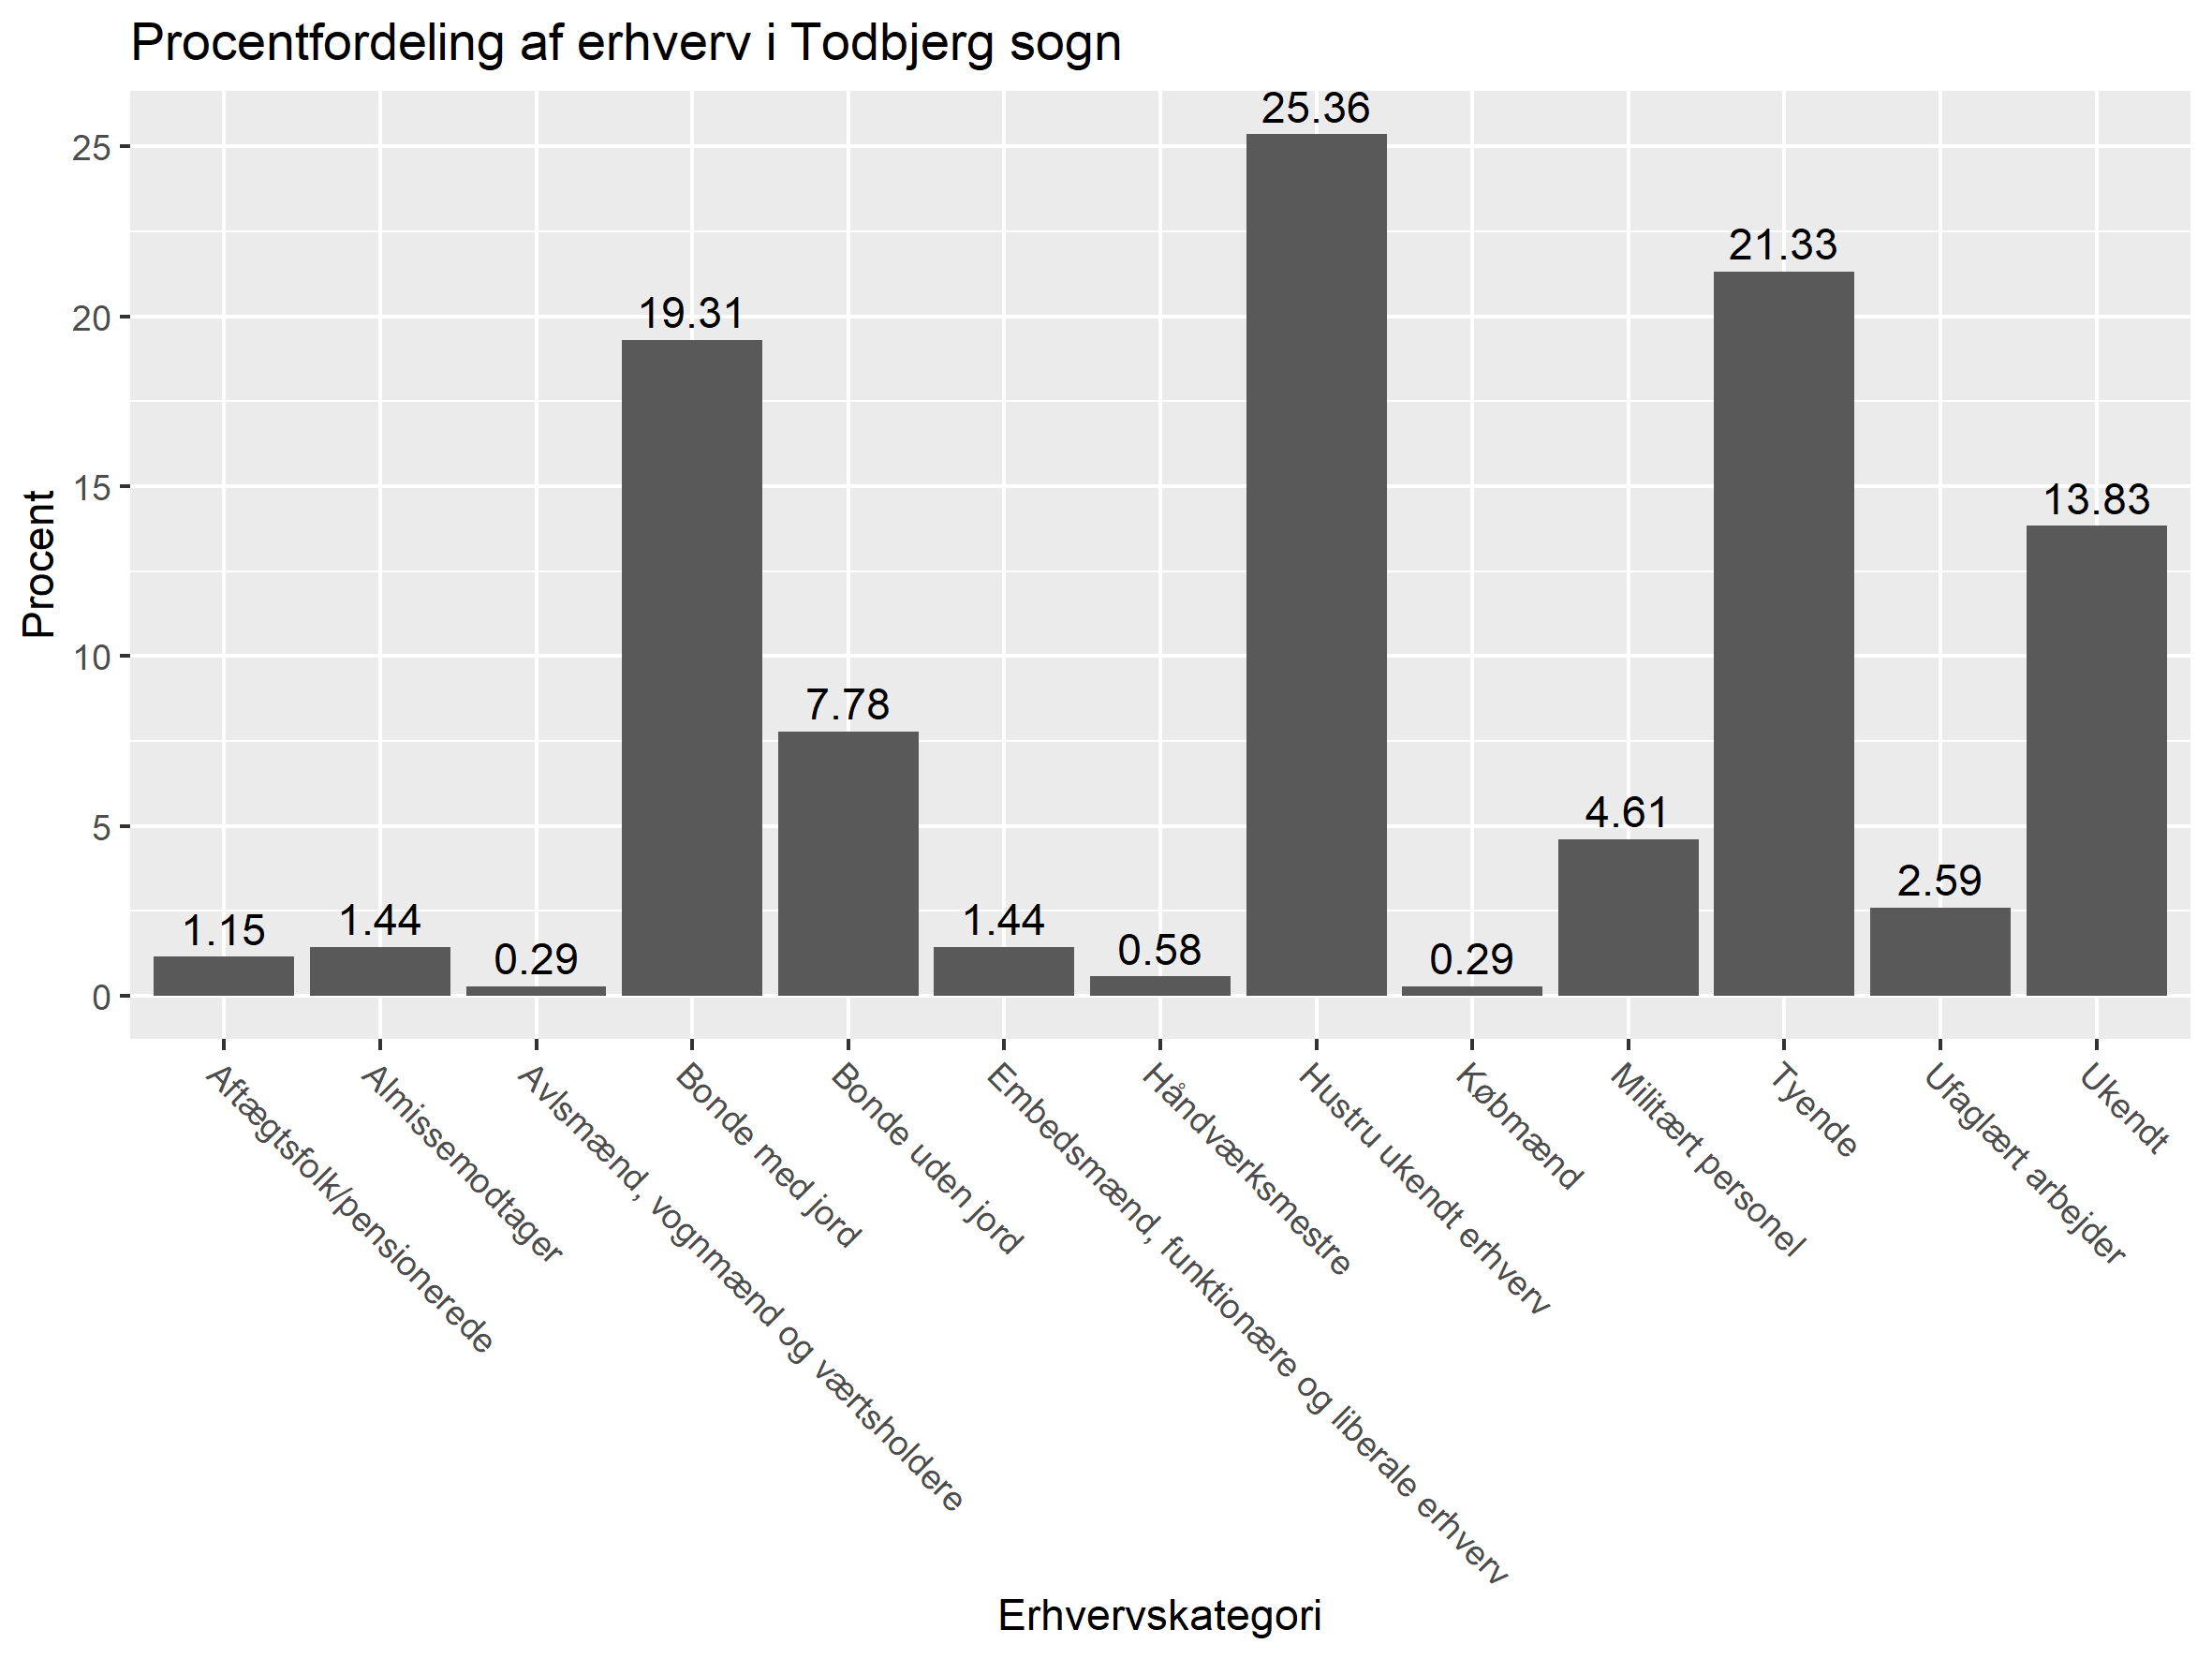 Procentfordeling af erhverv i Todbjerg sogn
Procent
25
20
15
10
5
0
1.15
1.44
0.29
19.31
7.78
1.44
0.58
25.36
0.29
4.61
21.33
2.59
13.83
Aftægtsfolk/pensionerede
Almissemodtager
Avlsmænd, vognmænd og værtsholdere
Bonde med jord
Bonde uden jord
Embedsmænd, funktionære og liberale erhverv
Håndværksmestre
Hustru ukendt erhverv
Købmænd
Militært personel
Tyende
Ufaglært arbejder
Ukendt
Erhvervskategori